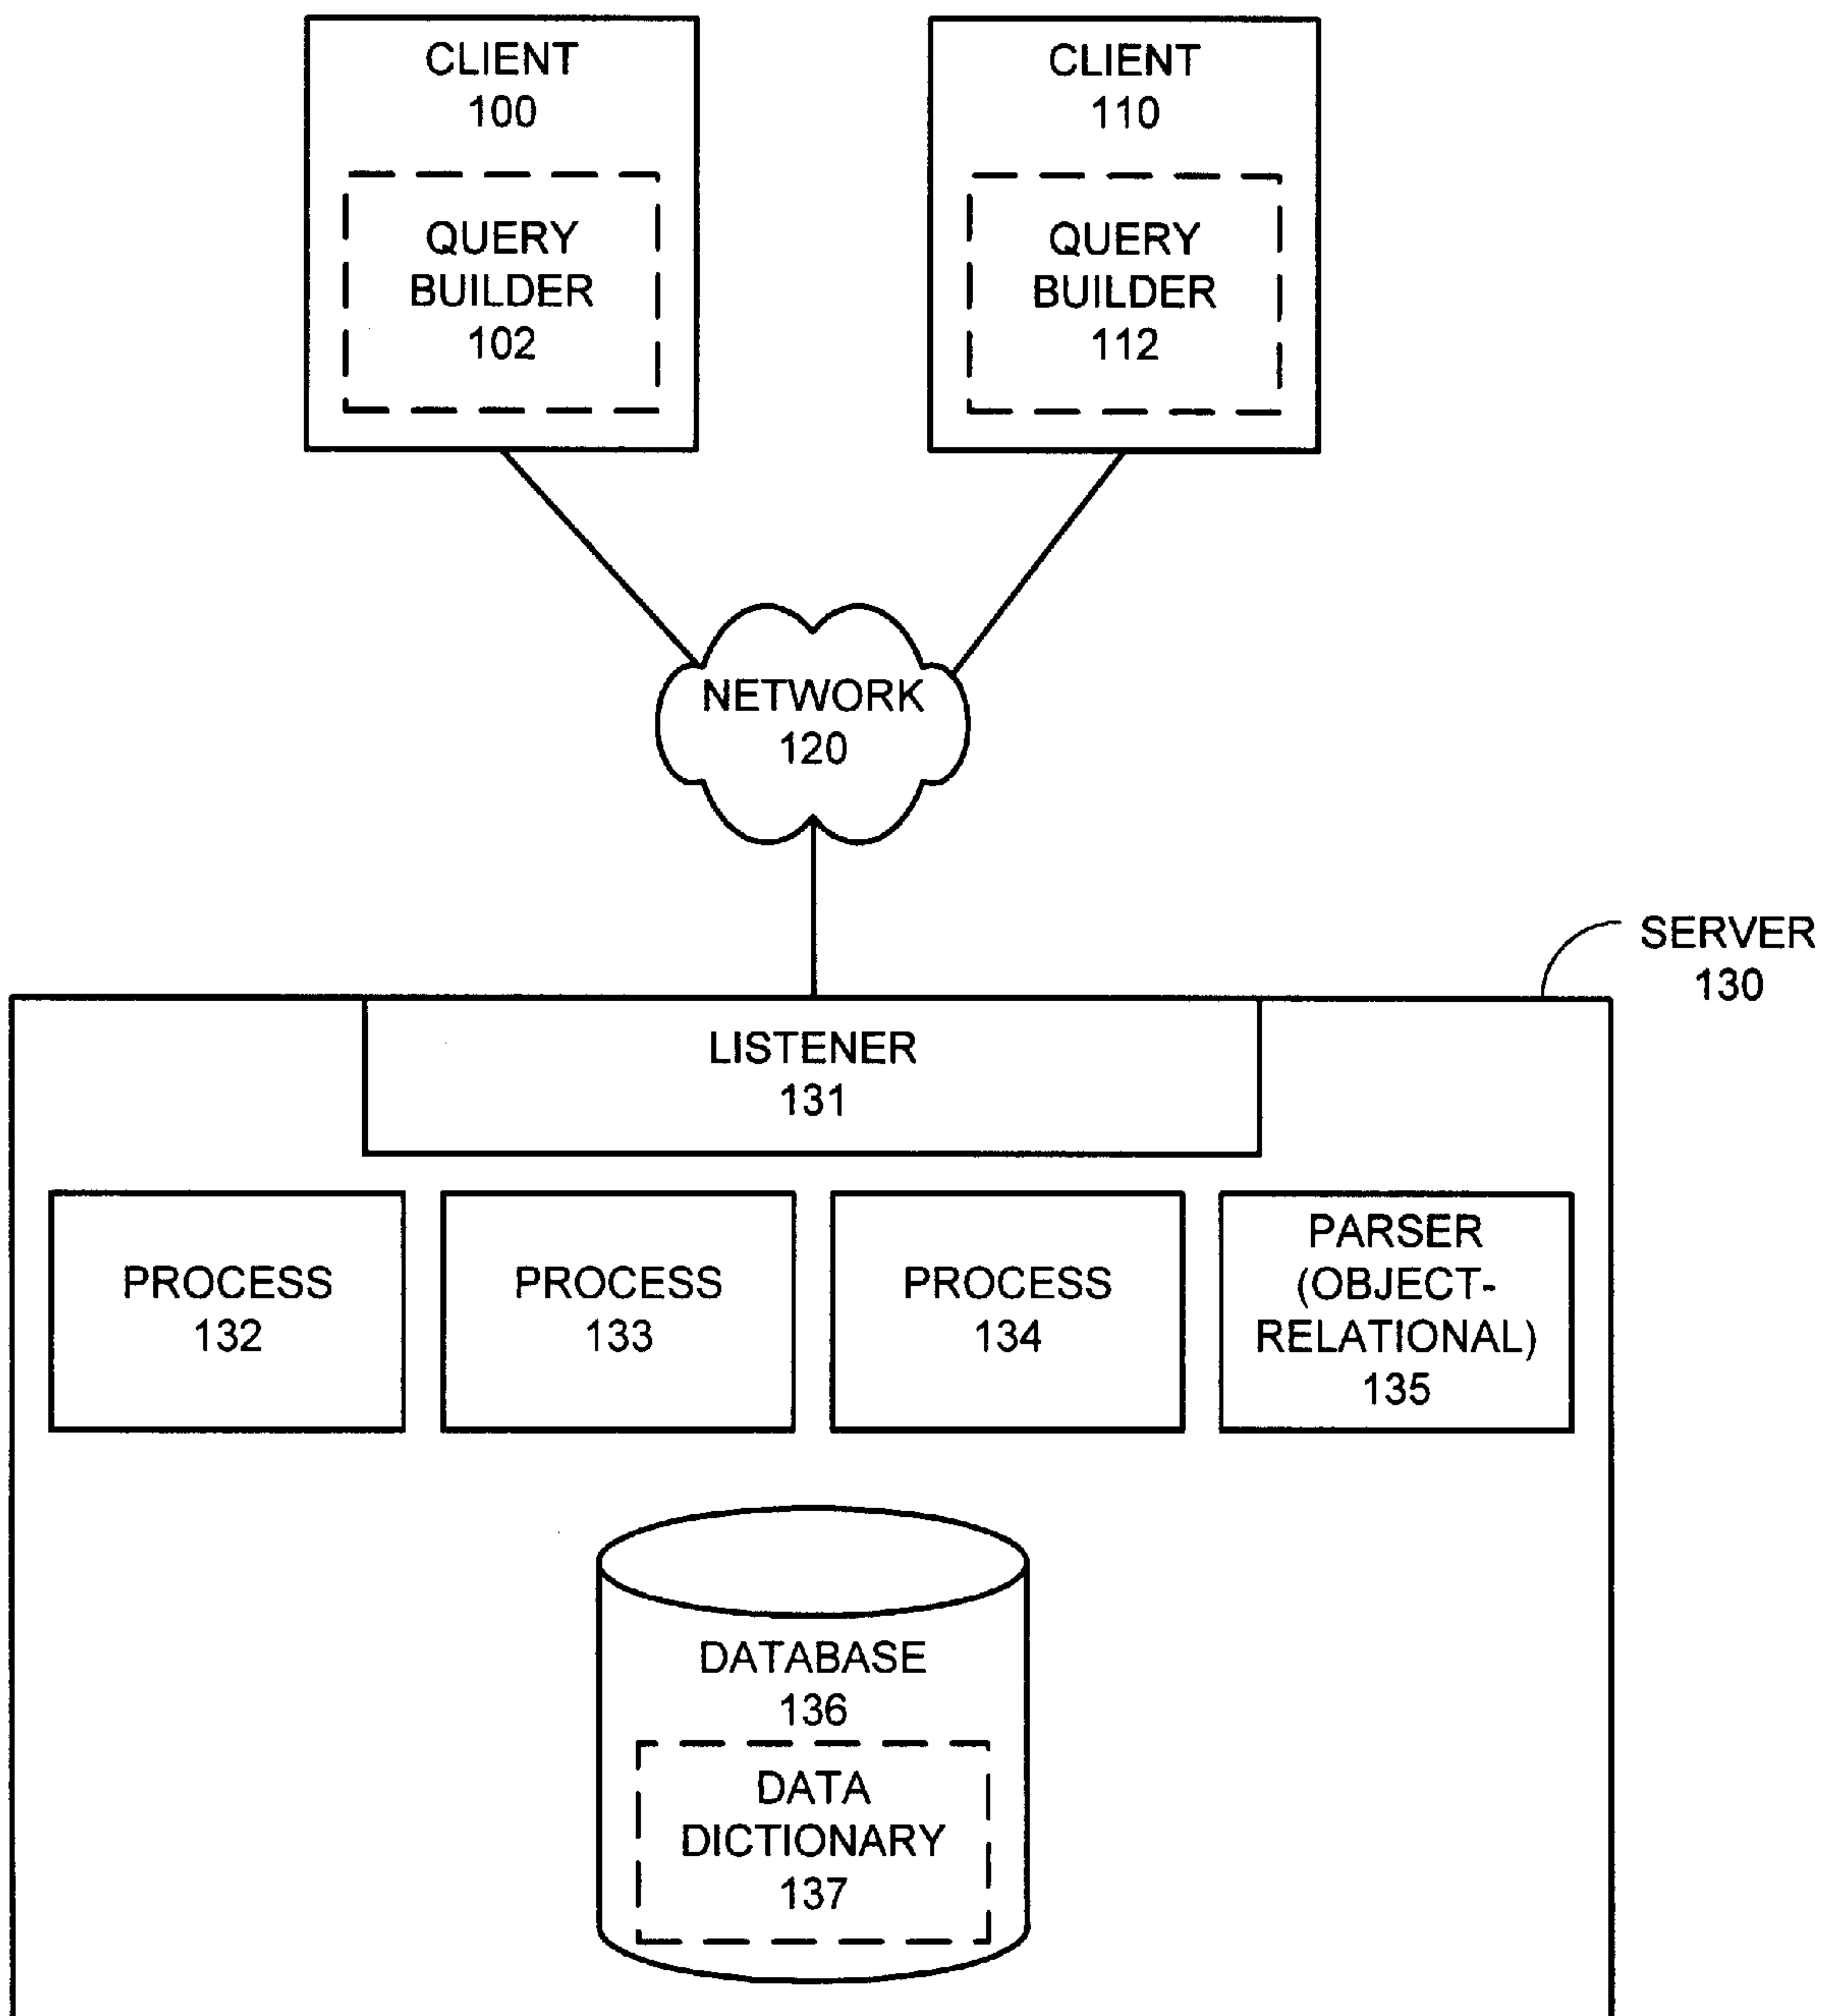 CLIENT
100
QUERY
BUILDER
102
CLIENT
110
QUERY
BUILDER
112
NETWORK
120
SERVER
130
LISTENER
131
PROCESS
132
PROCESS
133
PROCESS
134
PARSER
(OBJECT-
RELATIONAL)
135
DATABASE
136
DATA
DICTIONARY
137